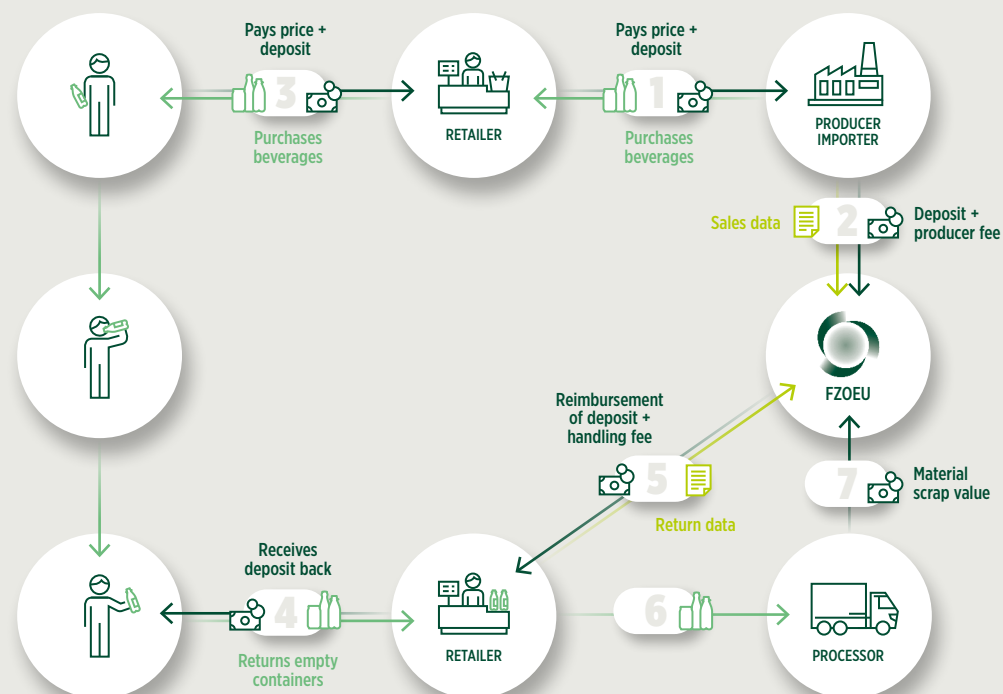 Pays price +
deposit
3
Purchases
beverages
RETAILER
Pays price +
deposit
1
Purchases
beverages
PRODUCER
IMPORTER
Sales data
2
Deposit +
producer fee
FZOEU
Reimbursement
of deposit +
handling fee
5
Return data
7
Material
scrap value
Receives
deposit back
4
Returns empty
containers
RETAILER
6
PROCESSOR